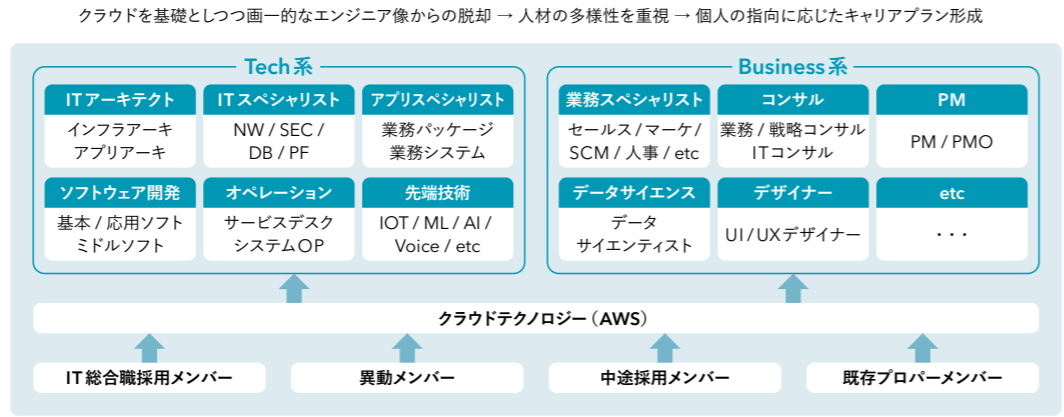 クラウドを基礎としつつ画一的なエンジニア像からの脱却 → 人材の多様性を重視 → 個人の指向に応じたキャリアプラン形成
Tech系
ITアーキテクト
インフラアーキ
アプリアーキ
ITスペシャリスト
NW / SEC /
DB / PF
アプリスペシャリスト
業務パッケージ
業務システム
ソフトウェア開発
基本 / 応用ソフト
ミドルソフト
オペレーション
サービスデスク
システムOP
先端技術
IOT / ML / AI /
Voice / etc
Business系
業務スペシャリスト
セールス / マーケ /
SCM / 人事 / etc
コンサル
業務 / 戦略コンサル
ITコンサル
PM
PM / PMO
データサイエンス
データ
サイエンティスト
デザイナー
UI / UXデザイナー
etc
・・・
クラウドテクノロジー（AWS）
IT総合職採用メンバー
異動メンバー
中途採用メンバー
既存プロパーメンバー